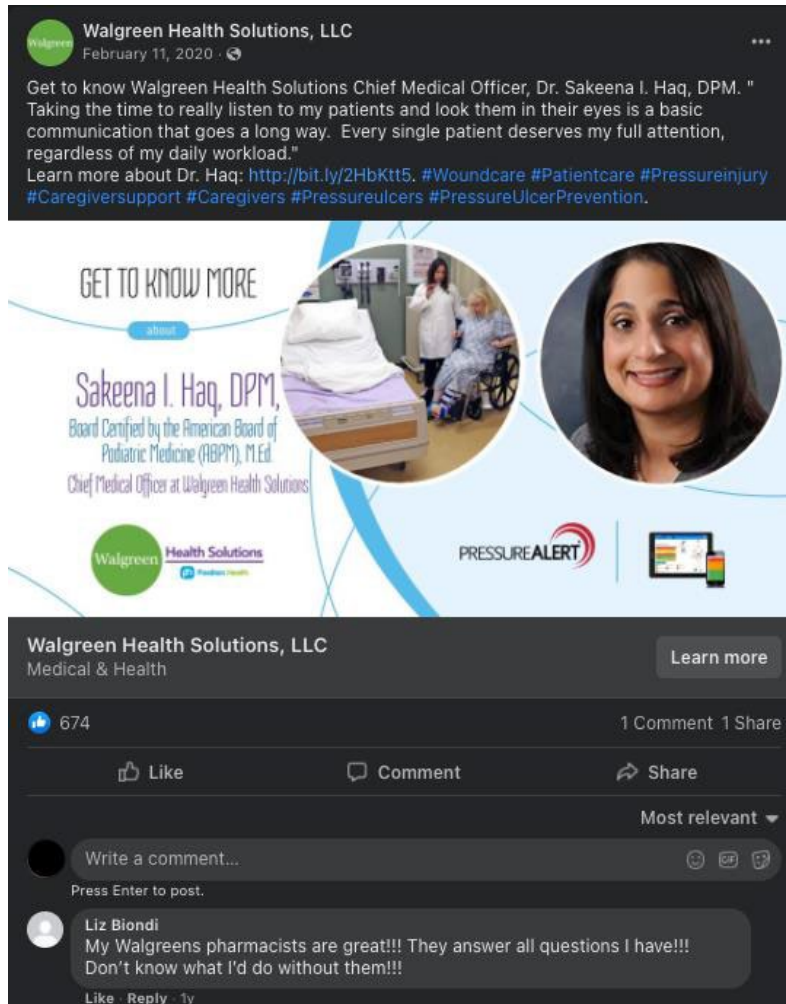 Walgreen
Walgreen Health Solutions, LLC
February 11, 2020 ·
Get to know Walgreen Health Solutions Chief Medical Officer, Dr. Sakeena I. Haq, DPM. "
Taking the time to really listen to my patients and look them in their eyes is a basic
communication that goes a long way. Every single patient deserves my full attention,
regardless of my daily workload."
Learn more about Dr. Haq: http://bit.ly/2HbKtt5. #Woundcare #Patientcare #Pressureinjury
#Caregiversupport #Caregivers #Pressureulcers #PressureUlcerPrevention.
GET TO KNOW MORE
about
Sakeena I. Haq, DPM,
Board Certified by the American Board of
Podiatric Medicine (ABPM), M.Ed.
Chief Medical Officer at Walgreen Health Solutions
Walgreen
Health Solutions
PRESSUREALERT
Walgreen Health Solutions, LLC
Medical & Health
Learn more
674
1 Comment 1 Share
Like
Comment
Share
Most relevant
Write a comment...
GIF
Press Enter to post.
Liz Biondi
My Walgreens pharmacists are great!!! They answer all questions I have!!!
Don't know what I'd do without them!!!
Like · Reply · 1y